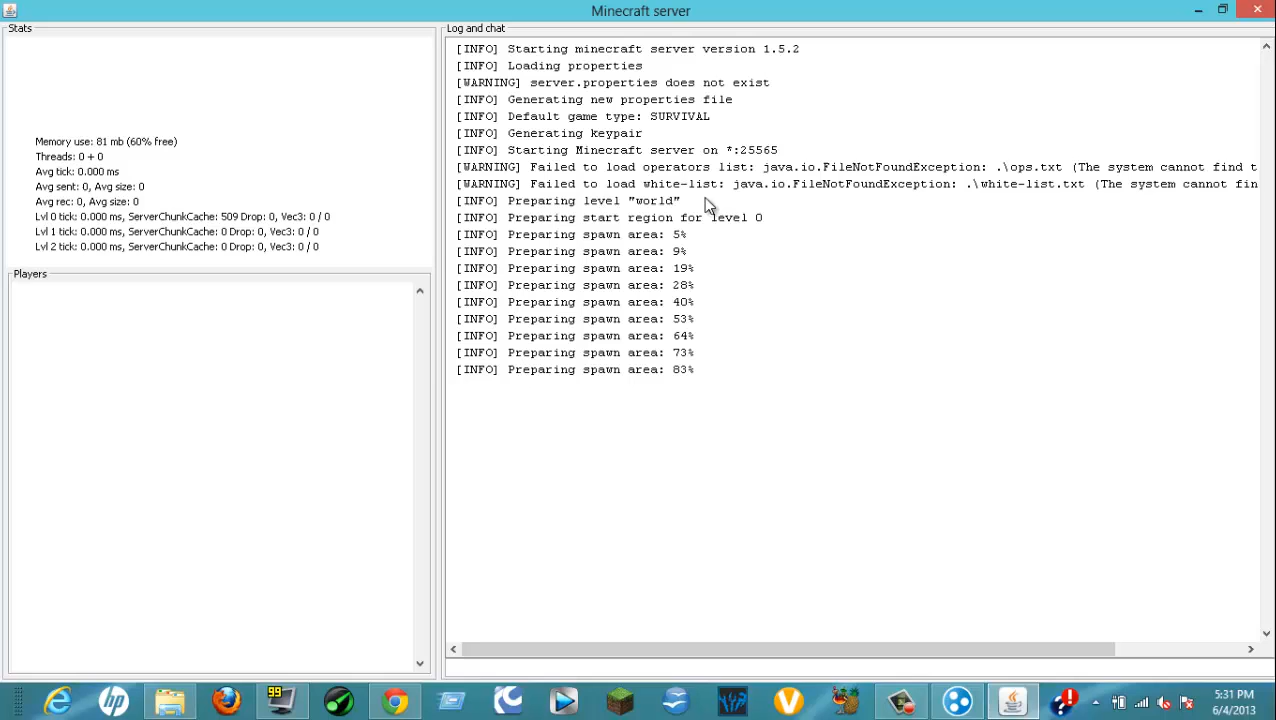 Minecraft server
Stats
Memory use: 81 mb (60% free)
Threads: 0 + 0
Avg tick: 0.000 ms
Avg sent: 0, Avg size: 0
Avg rec: 0, Avg size: 0
Lvl 0 tick: 0.000 ms, ServerChunkCache: 509 Drop: 0, Vec3: 0 / 0
Lvl 1 tick: 0.000 ms, ServerChunkCache: 0 Drop: 0, Vec3: 0 / 0
Lvl 2 tick: 0.000 ms, ServerChunkCache: 0 Drop: 0, Vec3: 0 / 0
Players
Log and chat
[INFO] Starting minecraft server version 1.5.2
[INFO] Loading properties
[WARNING] server.properties does not exist
[INFO] Generating new properties file
[INFO] Default game type: SURVIVAL
[INFO] Generating keypair
[INFO] Starting Minecraft server on *:25565
[WARNING] Failed to load operators list: java.io.FileNotFoundException: .\ops.txt (The system cannot find t
[WARNING] Failed to load white-list: java.io.FileNotFoundException: .\white-list.txt (The system cannot fin
[INFO] Preparing level "world"
[INFO] Preparing start region for level 0
[INFO] Preparing spawn area: 5%
[INFO] Preparing spawn area: 9%
[INFO] Preparing spawn area: 19%
[INFO] Preparing spawn area: 28%
[INFO] Preparing spawn area: 40%
[INFO] Preparing spawn area: 53%
[INFO] Preparing spawn area: 64%
[INFO] Preparing spawn area: 73%
[INFO] Preparing spawn area: 83%
hp
99
5:31 PM
6/4/2013